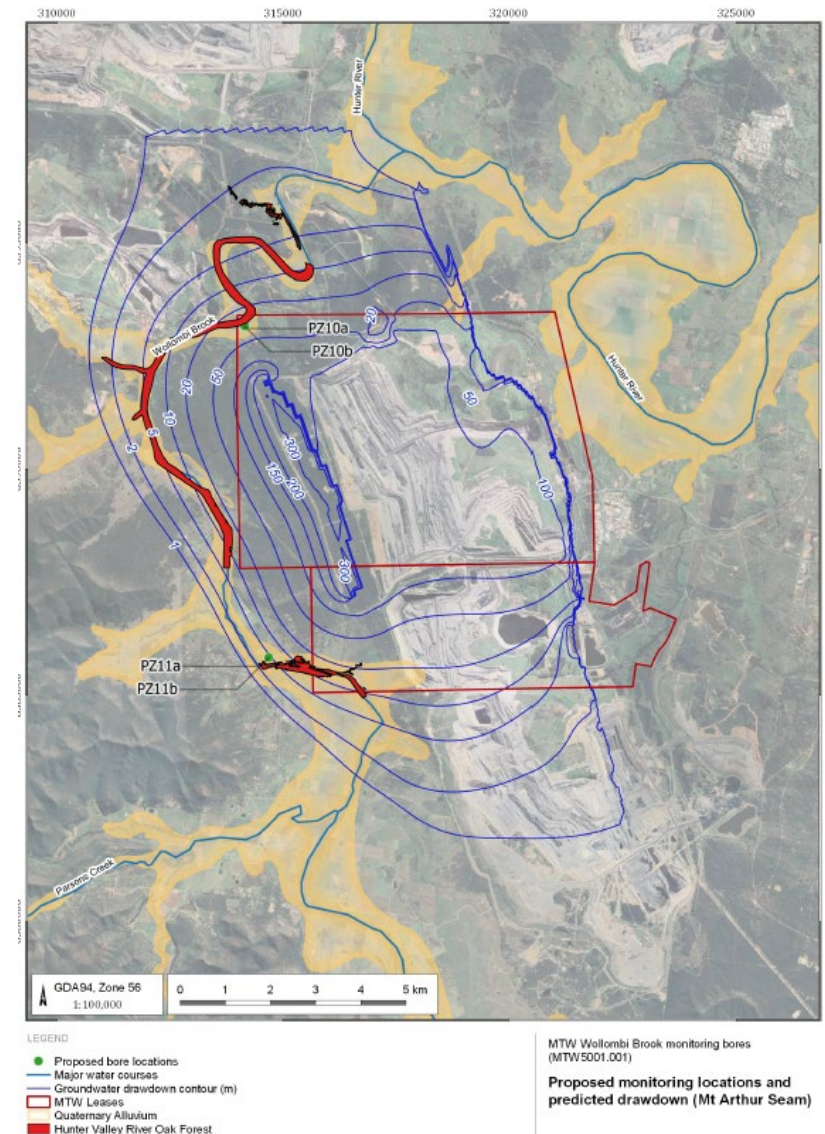 310000
315000
320000
325000
Hunter River
20
PZ10a
Wollombi Brook
PZ10b
Hunter River
20
50
50
10
5
2
300
150
200
100
1
300
PZ11a
PZ11b
Parsons Creek
GDA94, Zone 56
1:100,000
0 1 2 3 4 5 km
LEGEND
Proposed bore locations
Major water courses
Groundwater drawdown contour (m)
MTW Leases
Quaternary Alluvium
Hunter Valley River Oak Forest
MTW Wollombi Brook monitoring bores
(MTW5001.001)
Proposed monitoring locations and
predicted drawdown (Mt Arthur Seam)